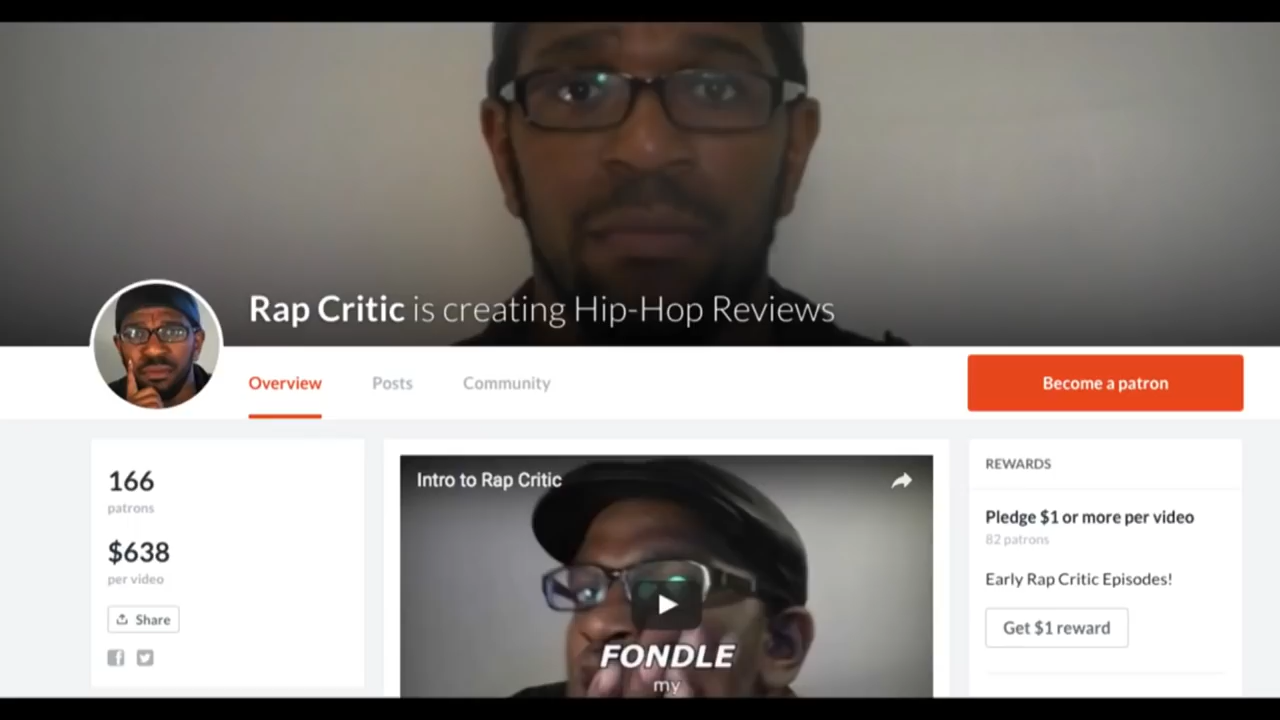 Rap Critic is creating Hip-Hop Reviews
Overview
Posts
Community
Become a patron
166
patrons
$638
per video
Share
Intro to Rap Critic
FONDLE
my
REWARDS
Pledge $1 or more per video
82 patrons
Early Rap Critic Episodes!
Get $1 reward